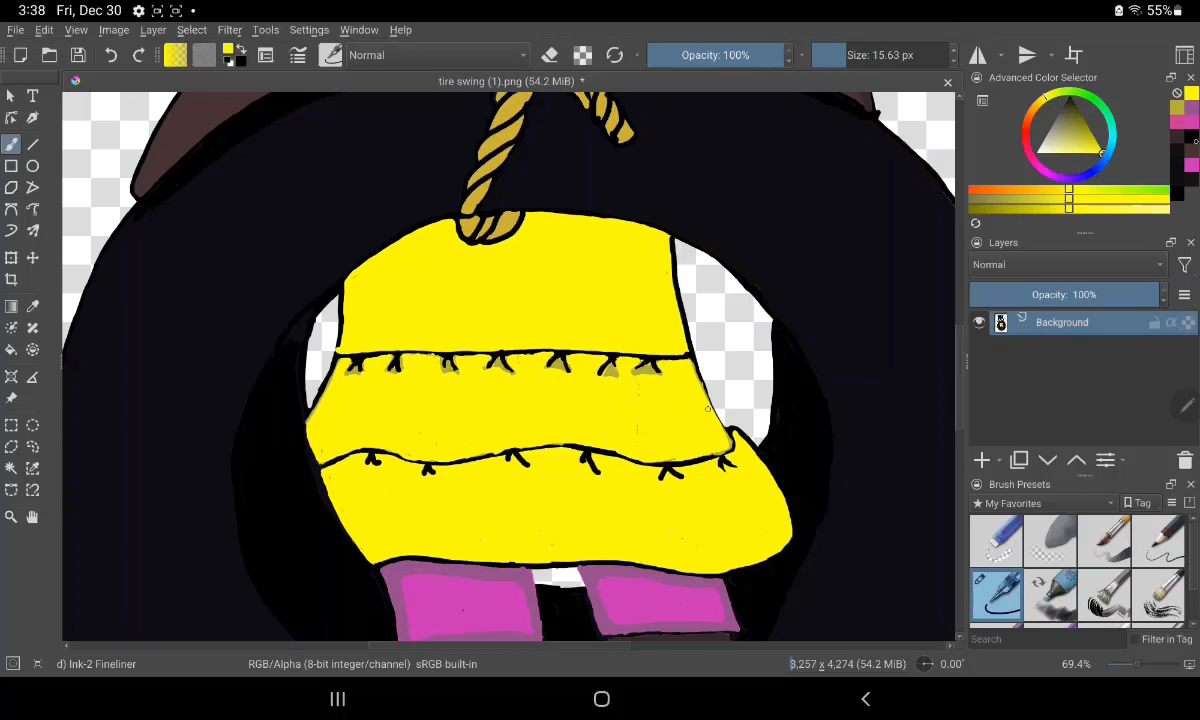 3:38 Fri, Dec 30
55%
File Edit View Image Layer Select Filter Tools Settings Window Help
Normal
Opacity: 100%
Size: 15.63 px
tire swing (1).png (54.2 MiB) *
Advanced Color Selector
Layers
Normal
Opacity: 100%
Background
Brush Presets
My Favorites
Tag
Search
Filter in Tag
d) Ink-2 Fineliner
RGB/Alpha (8-bit integer/channel) sRGB built-in
3,257 x 4,274 (54.2 MiB)
0.00°
69.4%